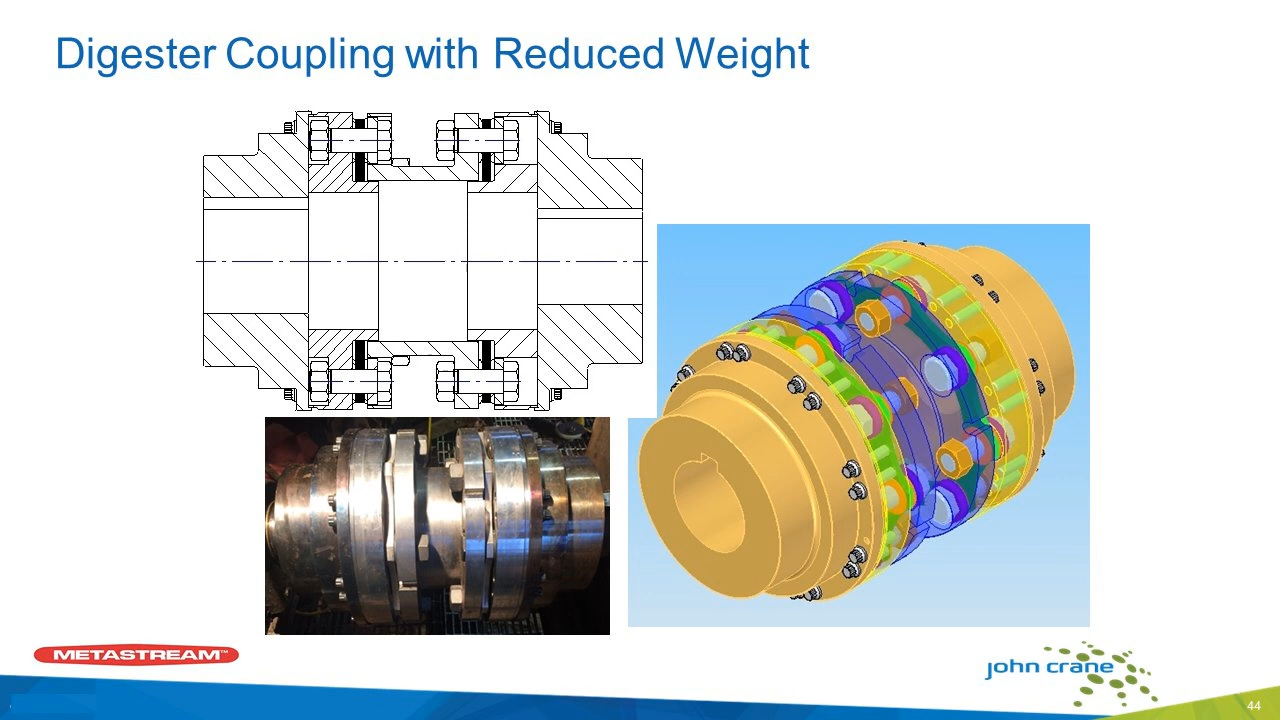 Digester Coupling with Reduced Weight
METASTREAM™
john crane
44